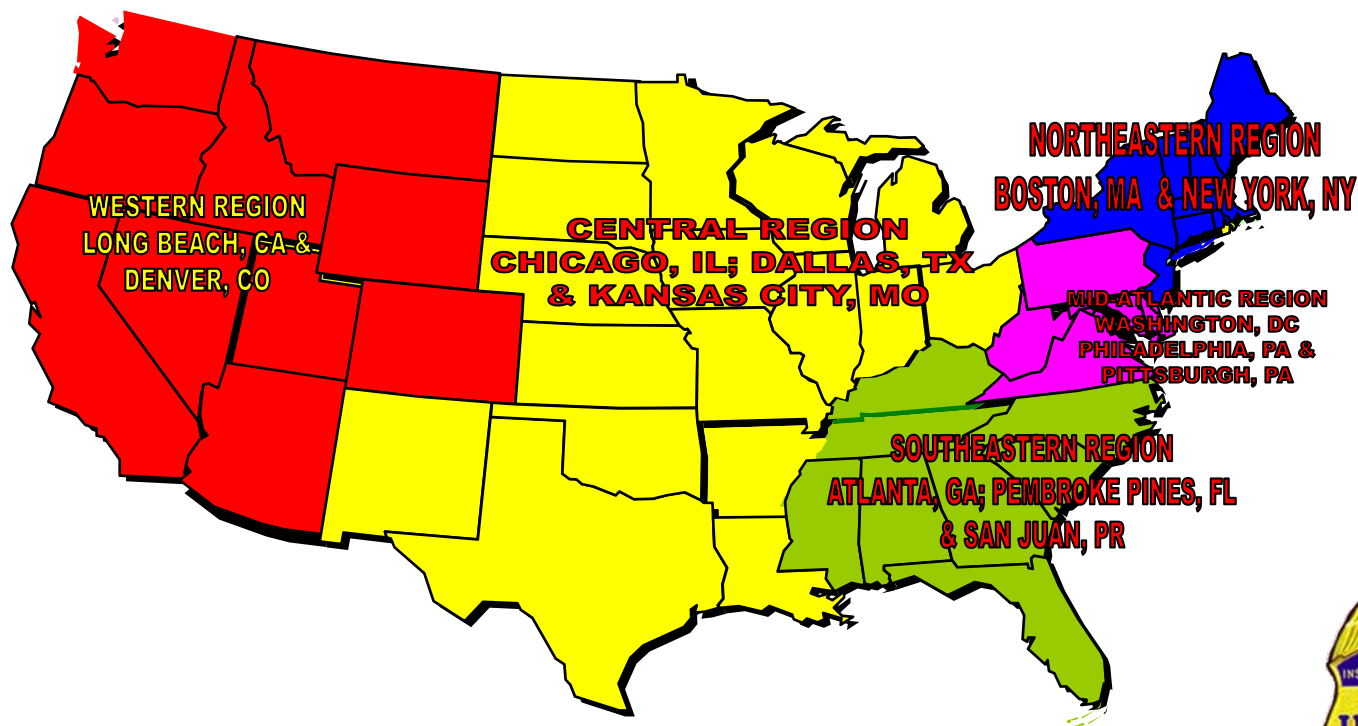 WESTERN REGION
LONG BEACH, CA &
DENVER, CO
CENTRAL REGION
CHICAGO, IL; DALLAS, TX
& KANSAS CITY, MO
NORTHEASTERN REGION
BOSTON, MA & NEW YORK, NY
MID-ATLANTIC REGION
WASHINGTON, DC
PHILADELPHIA, PA &
PITTSBURGH, PA
SOUTHEASTERN REGION
ATLANTA, GA; PEMBROKE PINES, FL
& SAN JUAN, PR